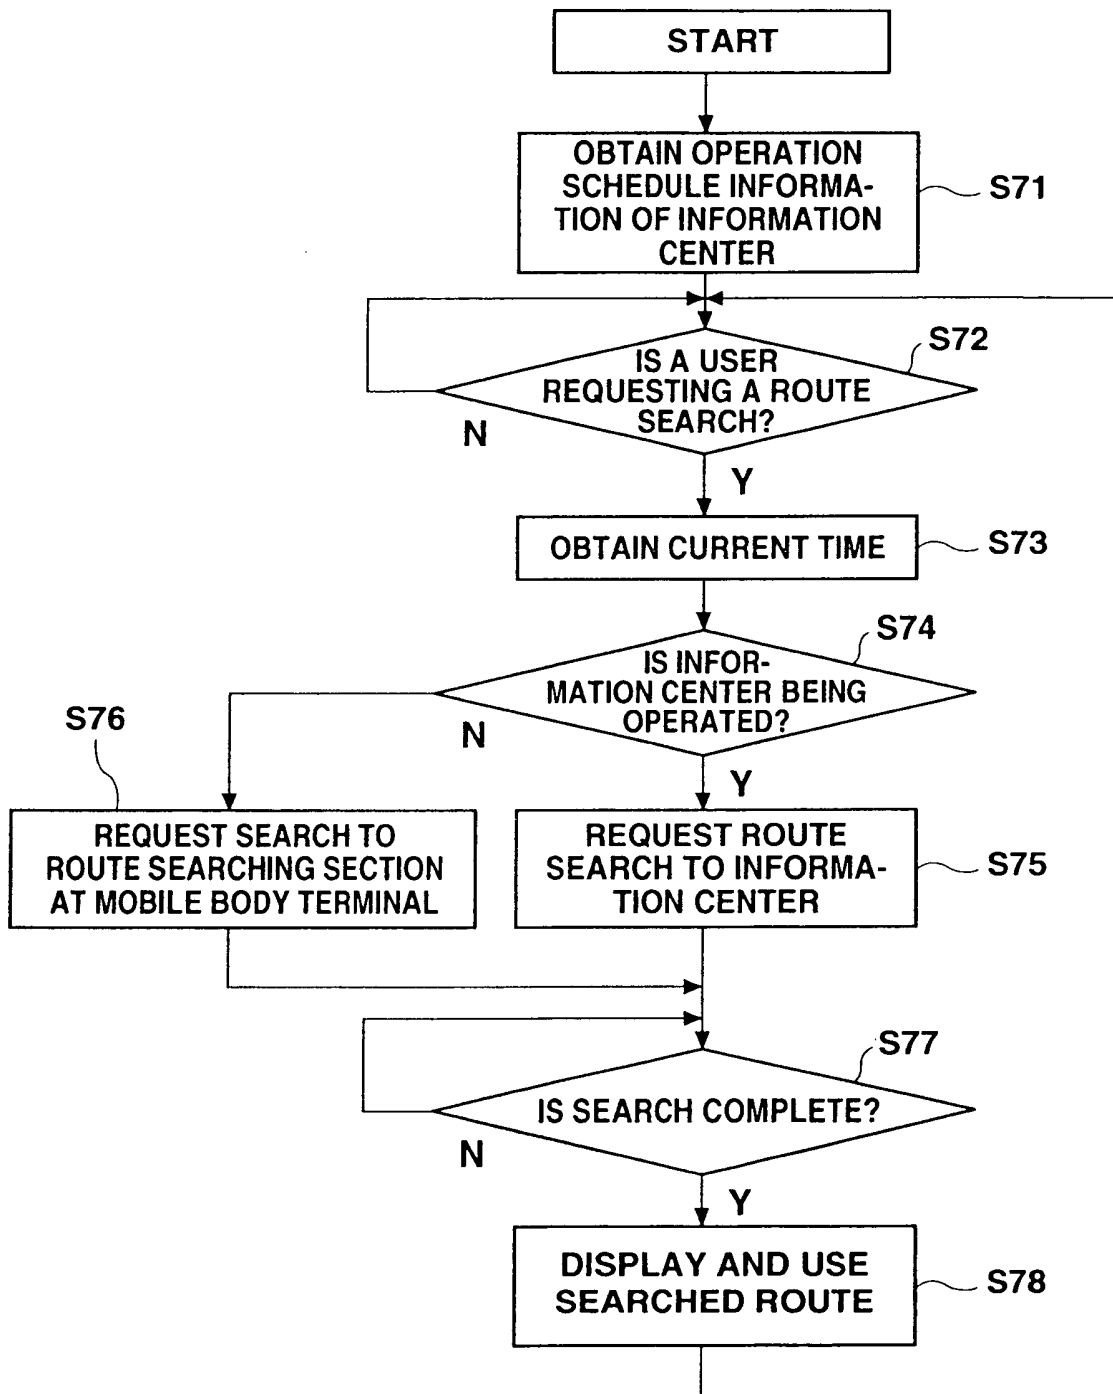 START
OBTAIN OPERATION
SCHEDULE INFORMA-
TION OF INFORMATION
CENTER
S71
S72
IS A USER
REQUESTING A ROUTE
SEARCH?
N
Y
OBTAIN CURRENT TIME
S73
S74
IS INFOR-
MATION CENTER BEING
OPERATED?
N
Y
S76
REQUEST SEARCH TO
ROUTE SEARCHING SECTION
AT MOBILE BODY TERMINAL
REQUEST ROUTE
SEARCH TO INFORMA-
TION CENTER
S75
S77
IS SEARCH COMPLETE?
N
Y
DISPLAY AND USE
SEARCHED ROUTE
S78